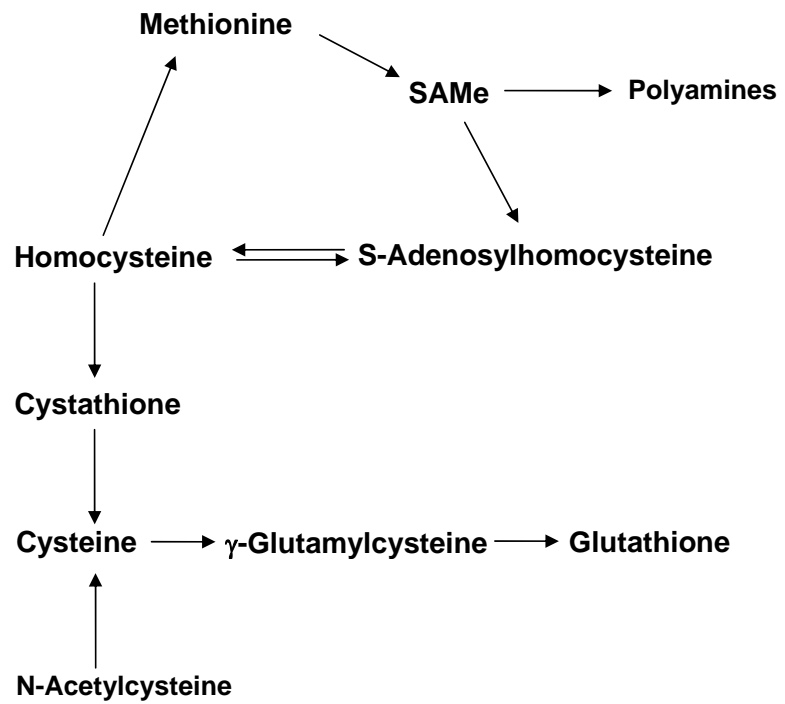 Methionine
SAMe
Polyamines
Homocysteine
S-Adenosylhomocysteine
Cystathione
Cysteine
γ-Glutamylcysteine
Glutathione
N-Acetylcysteine